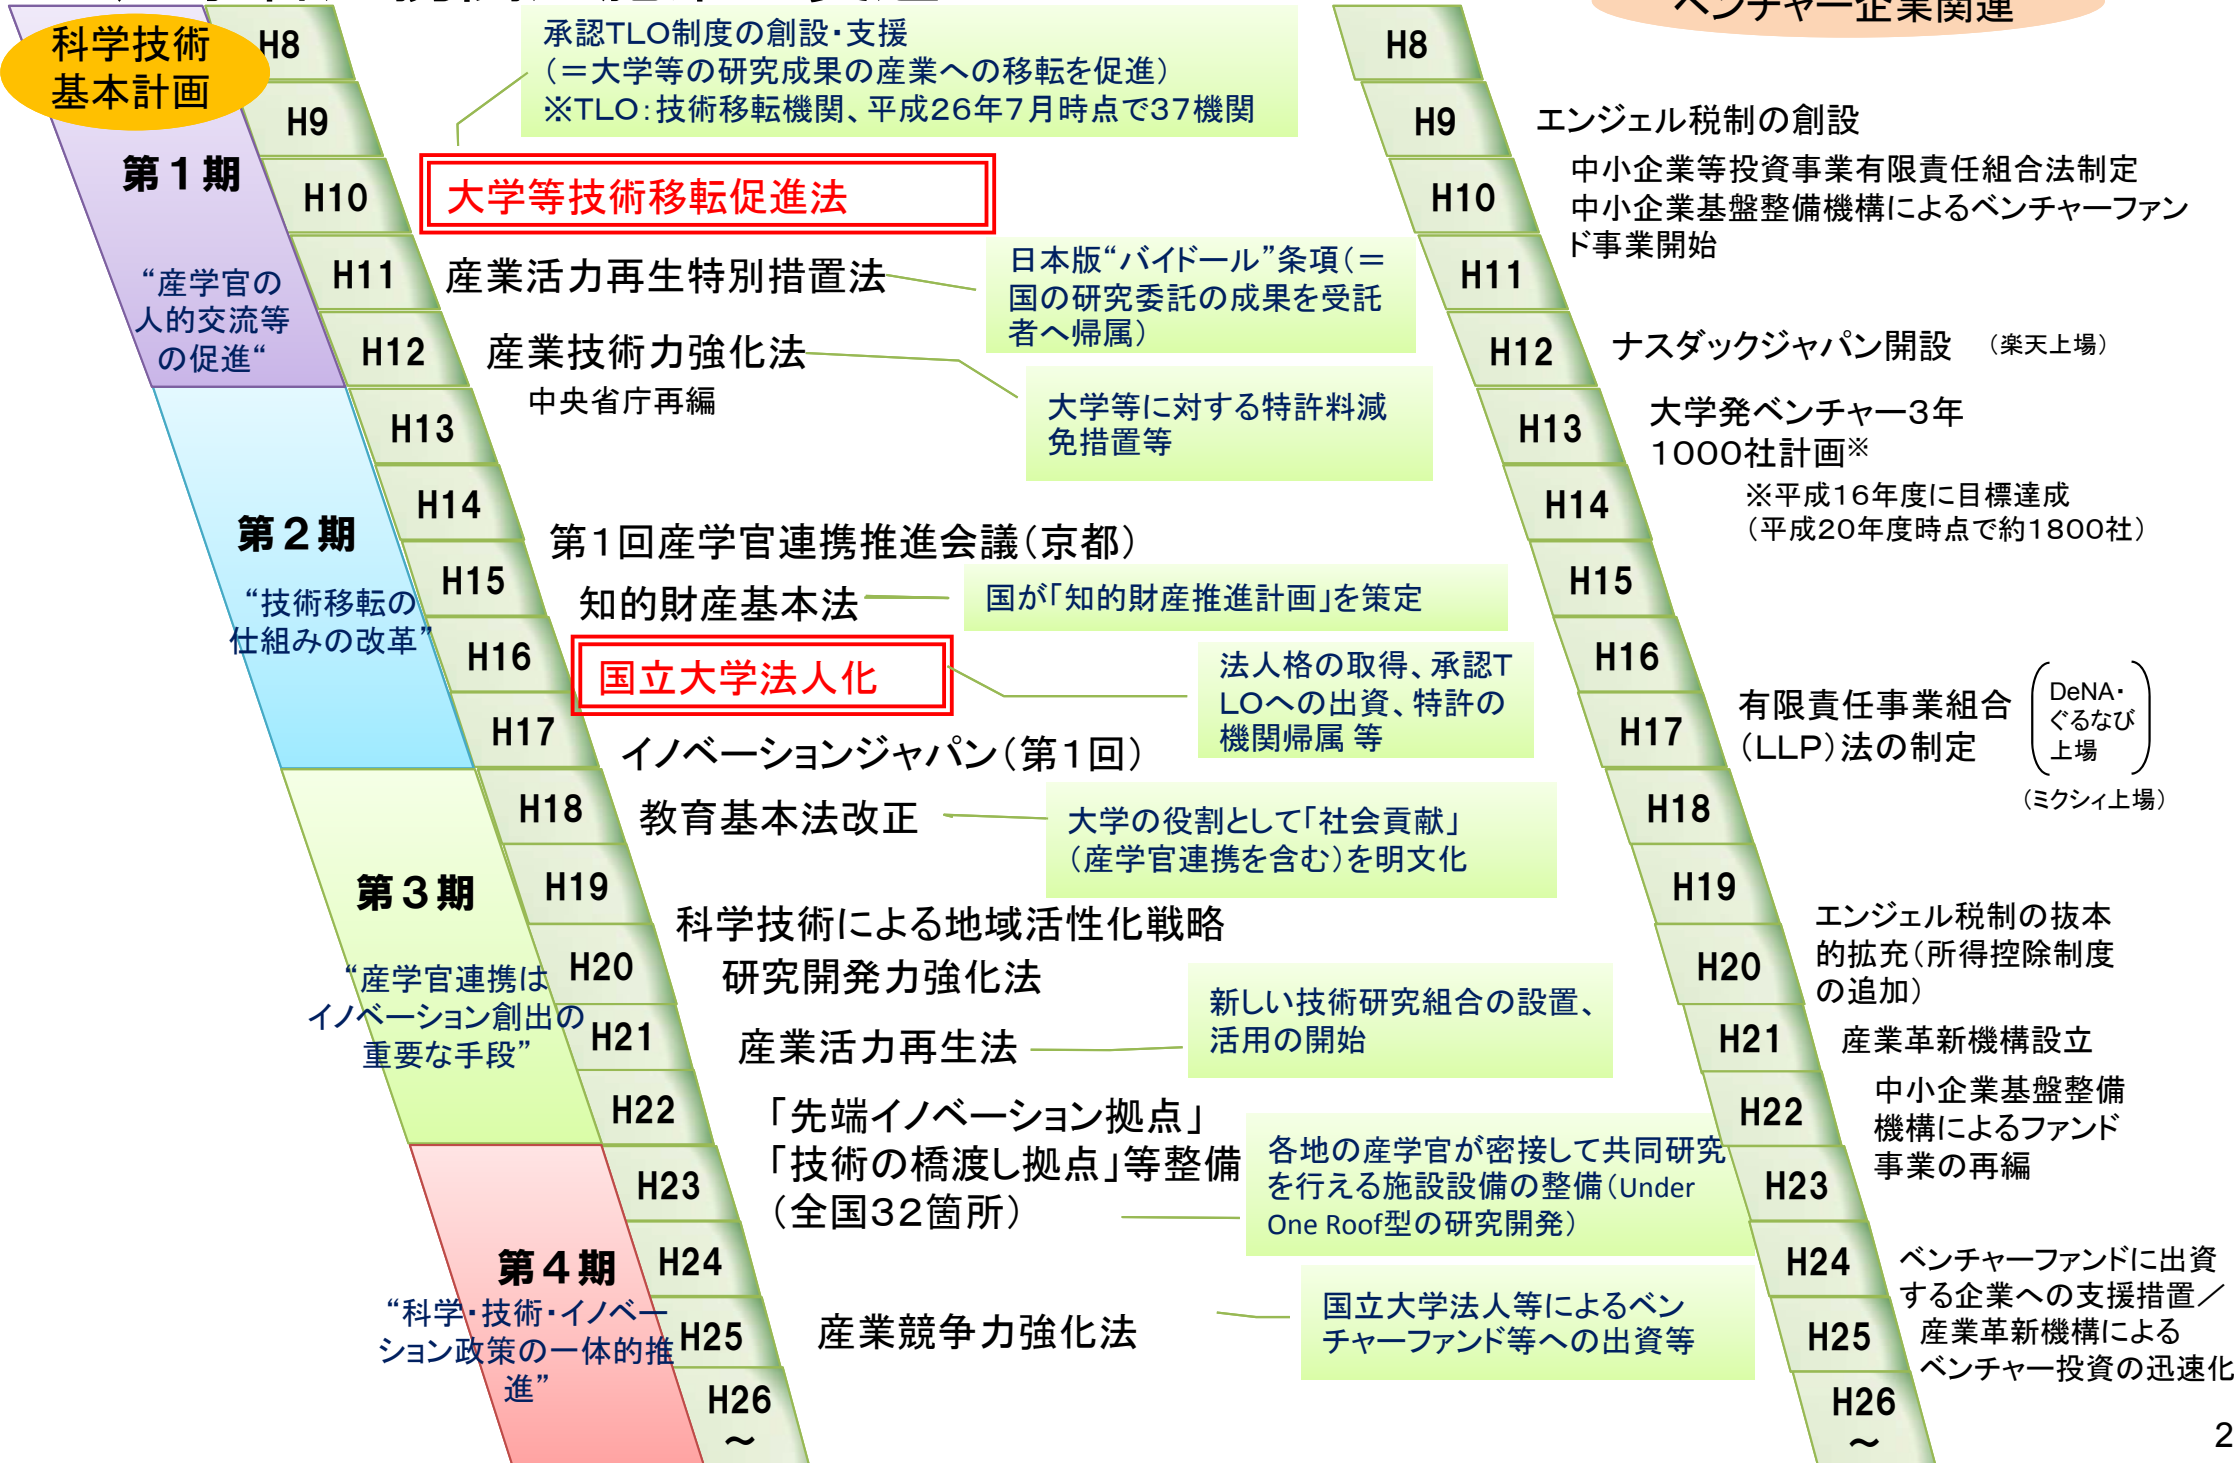 ベンチャー企業関連
科学技術
基本計画
第１期
“産学官の
人的交流等
の促進“
第２期
“技術移転の
仕組みの改革”
第３期
“産学官連携は
イノベーション創出の
重要な手段”
第４期
“科学・技術・イノベー
ション政策の一体的推
進”
H8
H9
H10
H11
H12
H13
H14
H15
H16
H17
H18
H19
H20
H21
H22
H23
H24
H25
H26
～
承認TLO制度の創設・支援
（＝大学等の研究成果の産業への移転を促進）
※TLO：技術移転機関、平成26年7月時点で37機関
大学等技術移転促進法
産業活力再生特別措置法
日本版“バイドール”条項（＝
国の研究委託の成果を受託
者へ帰属）
産業技術力強化法
中央省庁再編
大学等に対する特許料減
免措置等
第１回産学官連携推進会議（京都）
知的財産基本法
国が「知的財産推進計画」を策定
国立大学法人化
法人格の取得、承認T
LOへの出資、特許の
機関帰属 等
イノベーションジャパン（第１回）
教育基本法改正
大学の役割として「社会貢献」
（産学官連携を含む）を明文化
科学技術による地域活性化戦略
研究開発力強化法
産業活力再生法
新しい技術研究組合の設置、
活用の開始
「先端イノベーション拠点」
「技術の橋渡し拠点」等整備
（全国３２箇所）
各地の産学官が密接して共同研究
を行える施設設備の整備（Under
One Roof型の研究開発）
産業競争力強化法
国立大学法人等によるベン
チャーファンド等への出資等
H8
H9
H10
H11
H12
H13
H14
H15
H16
H17
H18
H19
H20
H21
H22
H23
H24
H25
H26
～
エンジェル税制の創設
中小企業等投資事業有限責任組合法制定
中小企業基盤整備機構によるベンチャーファン
ド事業開始
ナスダックジャパン開設 （楽天上場）
大学発ベンチャー３年
１０００社計画※
※平成16年度に目標達成
（平成20年度時点で約1800社）
有限責任事業組合
（LLP）法の制定
DeNA・
ぐるなび
上場
（ミクシィ上場）
エンジェル税制の抜本
的拡充（所得控除制度
の追加）
産業革新機構設立
中小企業基盤整備
機構によるファンド
事業の再編
ベンチャーファンドに出資
する企業への支援措置／
産業革新機構による
ベンチャー投資の迅速化
2